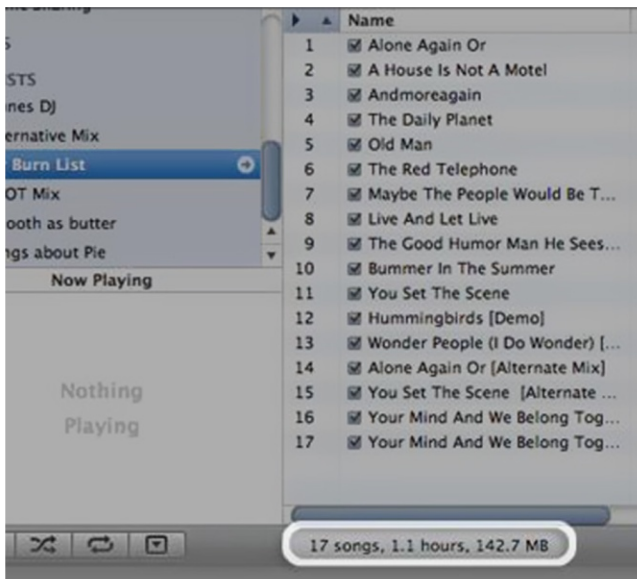 STS
nes DJ
ernative Mix
Burn List
OT Mix
ooth as butter
ngs about Pie
Now Playing
Nothing
Playing
Name
1 Alone Again Or
2 A House Is Not A Motel
3 Andmoreagain
4 The Daily Planet
5 Old Man
6 The Red Telephone
7 Maybe The People Would Be T...
8 Live And Let Live
9 The Good Humor Man He Sees...
10 Bummer In The Summer
11 You Set The Scene
12 Hummingbirds [Demo]
13 Wonder People (I Do Wonder) [...
14 Alone Again Or [Alternate Mix]
15 You Set The Scene [Alternate ...
16 Your Mind And We Belong Tog...
17 Your Mind And We Belong Tog...
17 songs, 1.1 hours, 142.7 MB